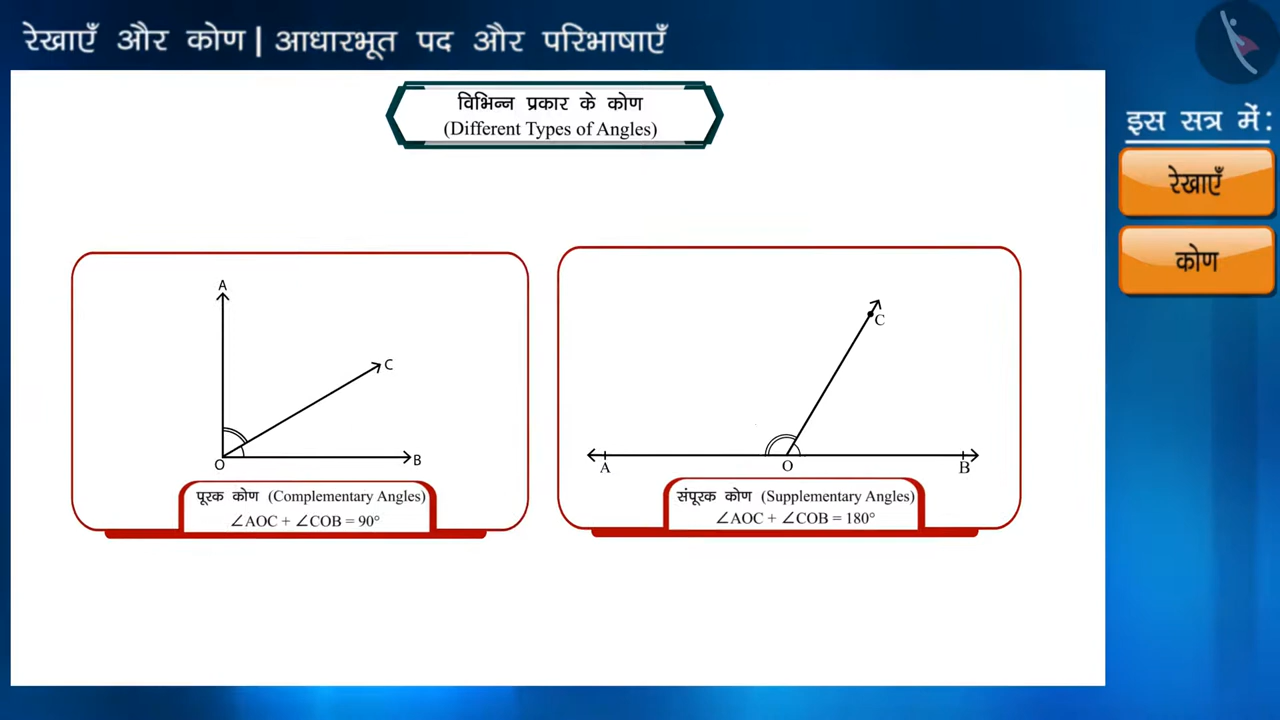 रेखाएँ और कोण | आधारभूत पद और परिभाषाएँ
विभिन्न प्रकार के कोण
(Different Types of Angles)
इस सत्र में:
रेखाएँ
कोण
A
C
O
B
पूरक कोण (Complementary Angles)
∠AOC + ∠COB = 90°
C
A
O
B
संपूरक कोण (Supplementary Angles)
∠AOC + ∠COB = 180°